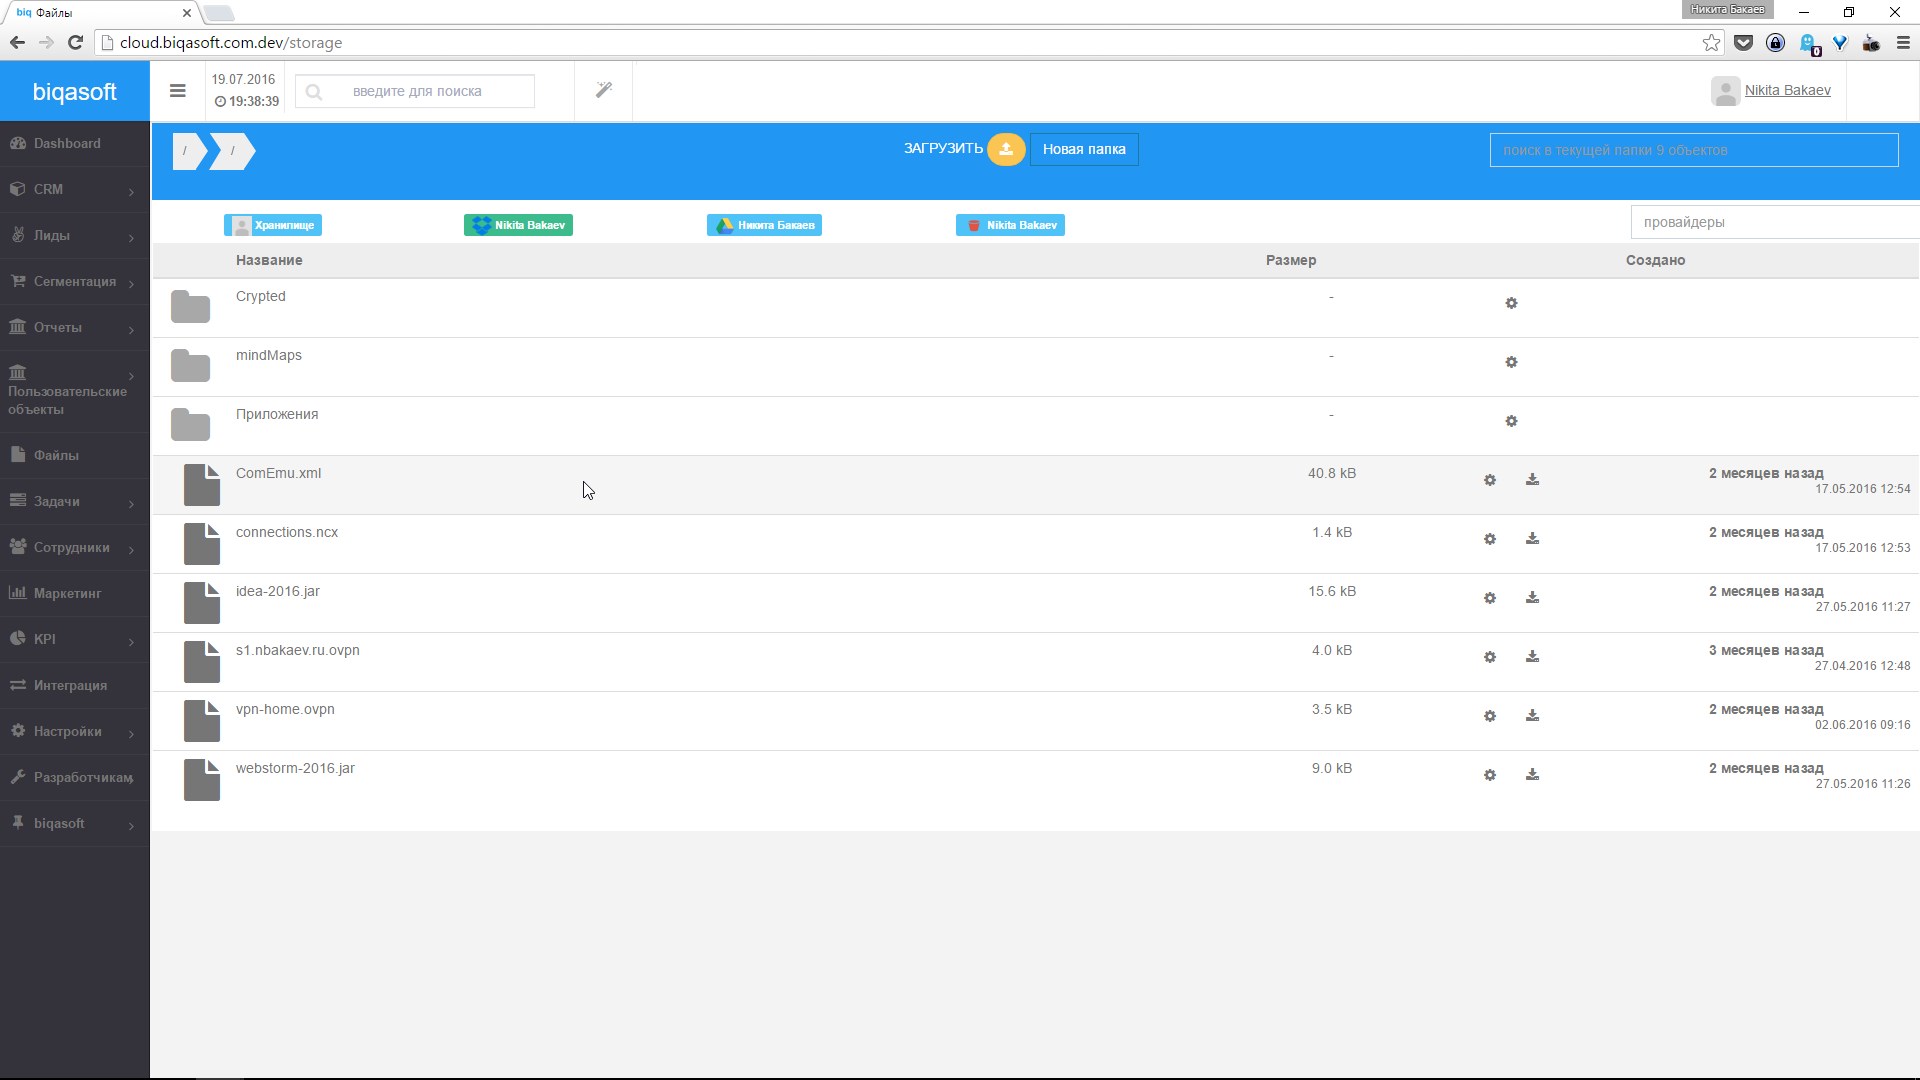 biq Файлы
Никита Бакаев
cloud.biqasoft.com.dev/storage
0
biqasoft
19.07.2016
19:38:39
введите для поиска
Nikita Bakaev
Dashboard
CRM
Лиды
Сегментация
Отчеты
Пользовательские
объекты
Файлы
Задачи
Сотрудники
Маркетинг
KPI
Интеграция
Настройки
Разработчикам
biqasoft
/ /
ЗАГРУЗИТЬ
Новая папка
поиск в текущей папки 9 объектов
Хранилище
Nikita Bakaev
Никита Бакаев
Nikita Bakaev
провайдеры
Название Размер Создано
Crypted -
mindMaps -
Приложения -
ComEmu.xml 40.8 kB 2 месяцев назад
17.05.2016 12:54
connections.ncx 1.4 kB 2 месяцев назад
17.05.2016 12:53
idea-2016.jar 15.6 kB 2 месяцев назад
27.05.2016 11:27
s1.nbakaev.ru.ovpn 4.0 kB 3 месяцев назад
27.04.2016 12:48
vpn-home.ovpn 3.5 kB 2 месяцев назад
02.06.2016 09:16
webstorm-2016.jar 9.0 kB 2 месяцев назад
27.05.2016 11:26